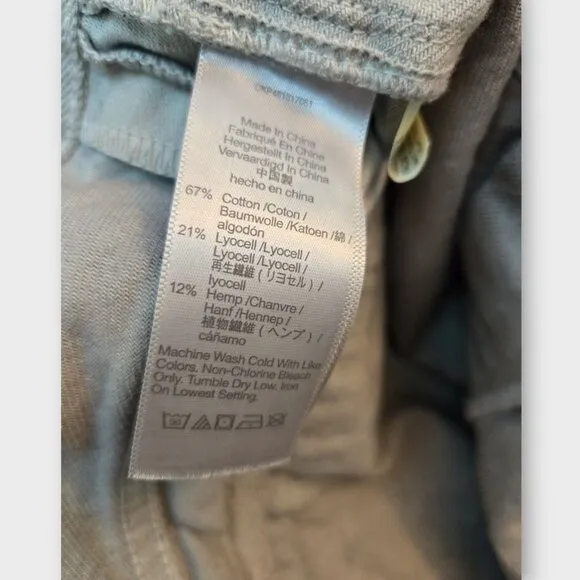 Made In China
Fabriqué En China
Hergestellt In China
Vervaardigd In China
中国製
hecho en china
67% Cotton /Coton /
Baumwolle /Katoen /綿 /
algodón
21% Lyocell /Lyocell /
Lyocell /Lyocell /
再生繊維 ( リヨセル ) /
lyocell
12% Hemp /Chanvre /
Hanf /Hennep /
植物繊維 ( ヘンプ ) /
cáñamo
Machine Wash Cold With Like
Colors. Non-Chlorine Bleach
Only. Tumble Dry Low. Iron
On Lowest Setting.